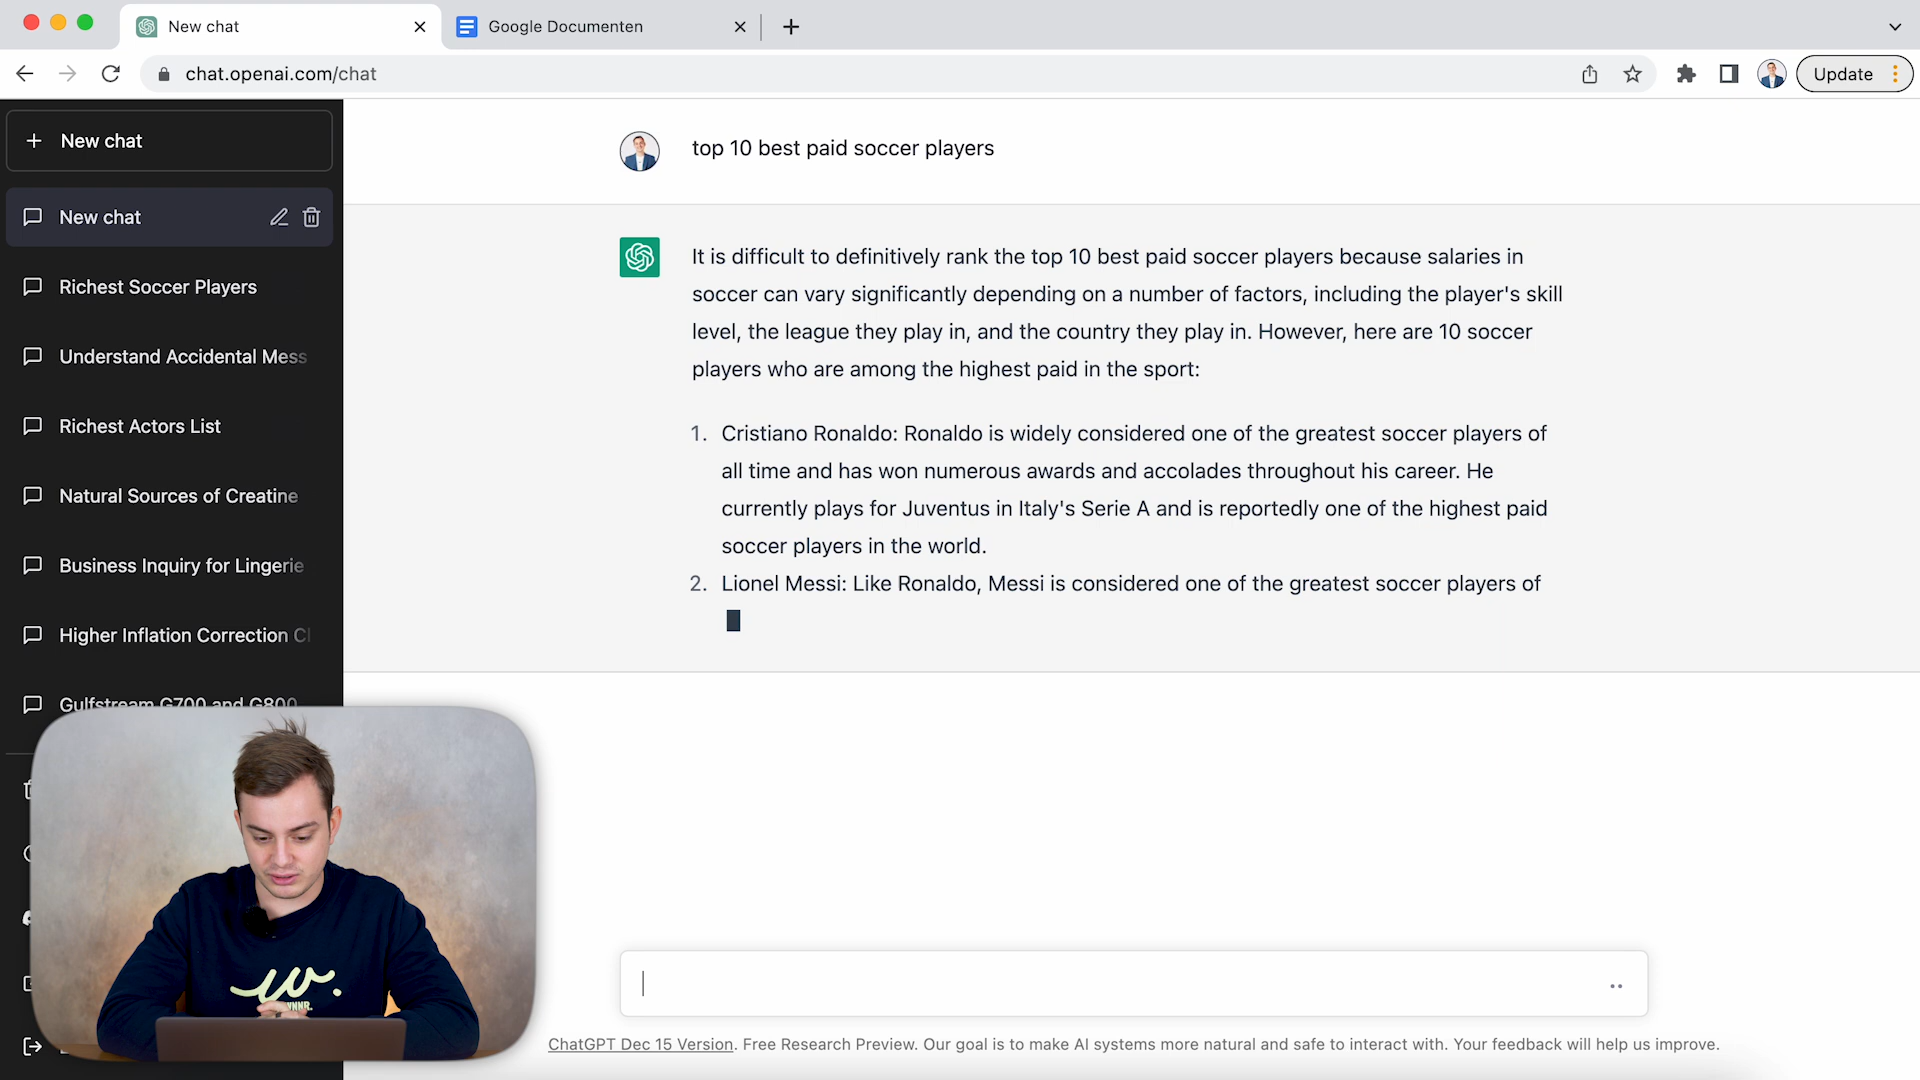 New chat
Google Documenten
chat.openai.com/chat
Update
New chat
New chat
Richest Soccer Players
Understand Accidental Mess
Richest Actors List
Natural Sources of Creatine
Business Inquiry for Lingerie
Higher Inflation Correction Cl
Gulfstream G700 and G800
top 10 best paid soccer players
It is difficult to definitively rank the top 10 best paid soccer players because salaries in
soccer can vary significantly depending on a number of factors, including the player's skill
level, the league they play in, and the country they play in. However, here are 10 soccer
players who are among the highest paid in the sport:
1. Cristiano Ronaldo: Ronaldo is widely considered one of the greatest soccer players of
all time and has won numerous awards and accolades throughout his career. He
currently plays for Juventus in Italy's Serie A and is reportedly one of the highest paid
soccer players in the world.
2. Lionel Messi: Like Ronaldo, Messi is considered one of the greatest soccer players of
w.
ChatGPT Dec 15 Version. Free Research Preview. Our goal is to make AI systems more natural and safe to interact with. Your feedback will help us improve.